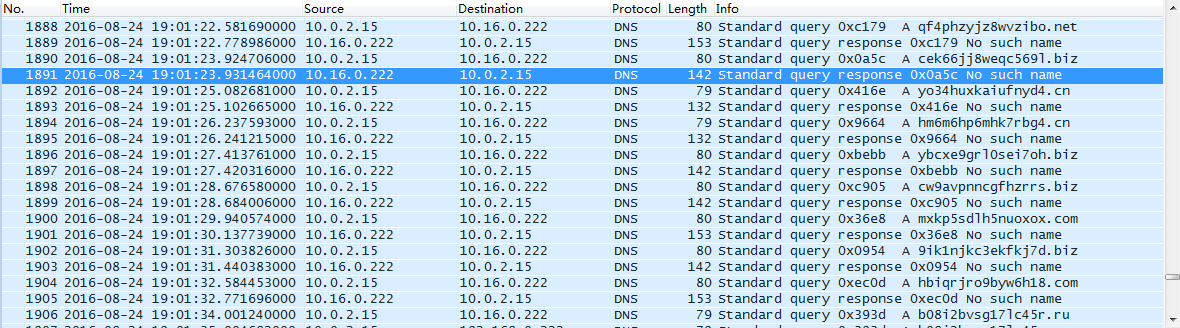 No. Time Source Destination Protocol Length Info
1888 2016-08-24 19:01:22.581690000 10.0.2.15 10.16.0.222 DNS 80 Standard query 0xc179 A qf4phzyjz8wvzibo.net
1889 2016-08-24 19:01:22.778986000 10.16.0.222 10.0.2.15 DNS 153 Standard query response 0xc179 No such name
1890 2016-08-24 19:01:23.924706000 10.0.2.15 10.16.0.222 DNS 80 Standard query 0x0a5c A cek66jj8weqc569l.biz
1891 2016-08-24 19:01:23.931464000 10.16.0.222 10.0.2.15 DNS 142 Standard query response 0x0a5c No such name
1892 2016-08-24 19:01:25.082681000 10.0.2.15 10.16.0.222 DNS 79 Standard query 0x416e A yo34huxkaiufnyd4.cn
1893 2016-08-24 19:01:25.102665000 10.16.0.222 10.0.2.15 DNS 132 Standard query response 0x416e No such name
1894 2016-08-24 19:01:26.237593000 10.0.2.15 10.16.0.222 DNS 79 Standard query 0x9664 A hm6m6hp6mhk7rbg4.cn
1895 2016-08-24 19:01:26.241215000 10.16.0.222 10.0.2.15 DNS 132 Standard query response 0x9664 No such name
1896 2016-08-24 19:01:27.413761000 10.0.2.15 10.16.0.222 DNS 80 Standard query 0xbebb A ybcxe9grl0sei7oh.biz
1897 2016-08-24 19:01:27.420316000 10.16.0.222 10.0.2.15 DNS 142 Standard query response 0xbebb No such name
1898 2016-08-24 19:01:28.676580000 10.0.2.15 10.16.0.222 DNS 80 Standard query 0xc905 A cw9avpnncgfhzrrs.biz
1899 2016-08-24 19:01:28.684006000 10.16.0.222 10.0.2.15 DNS 142 Standard query response 0xc905 No such name
1900 2016-08-24 19:01:29.940574000 10.0.2.15 10.16.0.222 DNS 80 Standard query 0x36e8 A mxkp5sdlh5nuoxox.com
1901 2016-08-24 19:01:30.137739000 10.16.0.222 10.0.2.15 DNS 153 Standard query response 0x36e8 No such name
1902 2016-08-24 19:01:31.303826000 10.0.2.15 10.16.0.222 DNS 80 Standard query 0x0954 A 9ik1njkc3ekfkj7d.biz
1903 2016-08-24 19:01:31.440383000 10.16.0.222 10.0.2.15 DNS 142 Standard query response 0x0954 No such name
1904 2016-08-24 19:01:32.584453000 10.0.2.15 10.16.0.222 DNS 80 Standard query 0xec0d A hbiqrjro9byw6h18.com
1905 2016-08-24 19:01:32.771696000 10.16.0.222 10.0.2.15 DNS 153 Standard query response 0xec0d No such name
1906 2016-08-24 19:01:34.001240000 10.0.2.15 10.16.0.222 DNS 79 Standard query 0x393d A b08i2bvsg17lc45r.ru